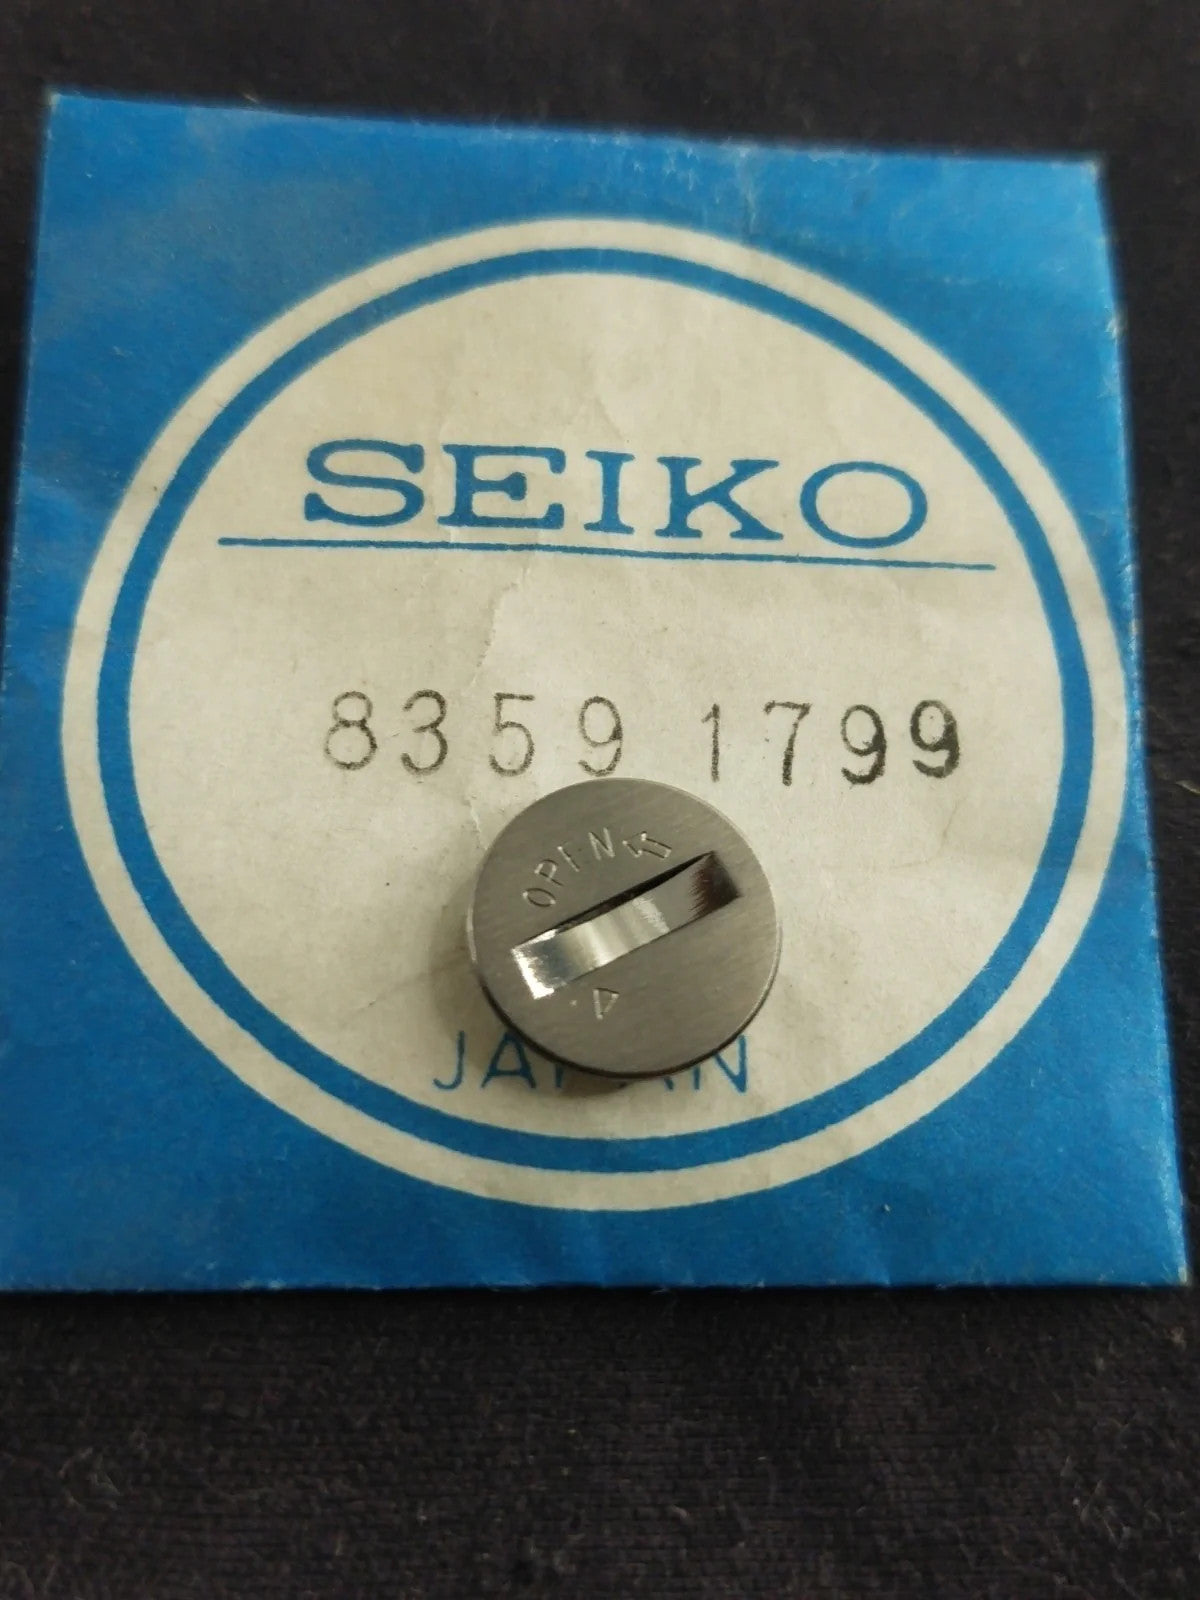 SEIKO
8359 1799
OPEN
JAPAN